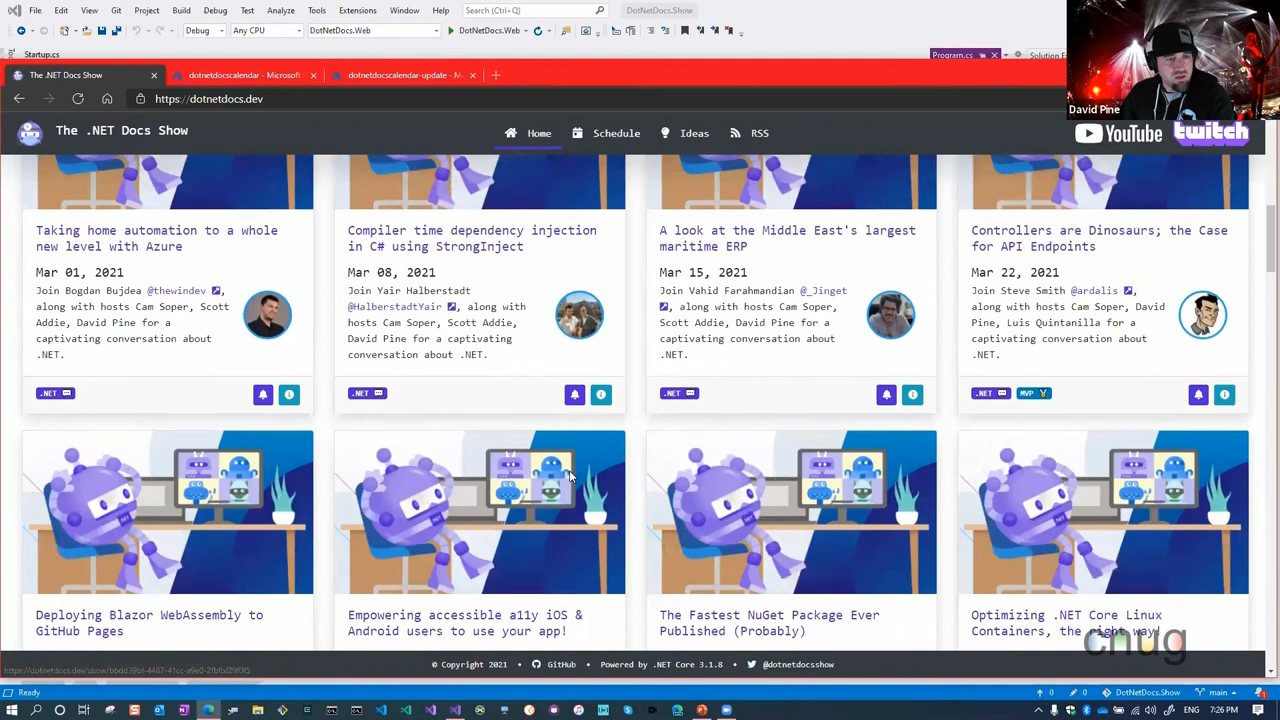 File Edit View Git Project Build Debug Test Analyze Tools Extensions Window Help Search (Ctrl+Q) DotNetDocs.Show
Debug Any CPU DotNetDocs.Web DotNetDocs.Web
Startup.cs Program.cs Solution E
The .NET Docs Show dotnetdocscalendar - Microsoft dotnetdocscalendar-update - M
David Pine
https://dotnetdocs.dev
The .NET Docs Show Home Schedule Ideas RSS YouTube twitch
Taking home automation to a whole
new level with Azure
Mar 01, 2021
Join Bogdan Bujdea @thewindev ,
along with hosts Cam Soper, Scott
Addie, David Pine for a
captivating conversation about
.NET.
.NET
Compiler time dependency injection
in C# using StrongInject
Mar 08, 2021
Join Yair Halberstadt
@HalberstadtYair , along with
hosts Cam Soper, Scott Addie,
David Pine for a captivating
conversation about .NET.
.NET
A look at the Middle East's largest
maritime ERP
Mar 15, 2021
Join Vahid Farahmandian @_Jinget
, along with hosts Cam Soper,
Scott Addie, David Pine for a
captivating conversation about
.NET.
.NET
Controllers are Dinosaurs; the Case
for API Endpoints
Mar 22, 2021
Join Steve Smith @ardalis ,
along with hosts Cam Soper, David
Pine, Luis Quintanilla for a
captivating conversation about
.NET.
.NET MVP
Deploying Blazor WebAssembly to
GitHub Pages
Empowering accessible a11y iOS &
Android users to use your app!
The Fastest NuGet Package Ever
Published (Probably)
Optimizing .NET Core Linux
Containers, the right way!
cnug
© Copyright 2021 • GitHub • Powered by .NET Core 3.1.8 • @dotnetdocsshow
Ready 0 0 DotNetDocs.Show main 1
ENG 7:26 PM